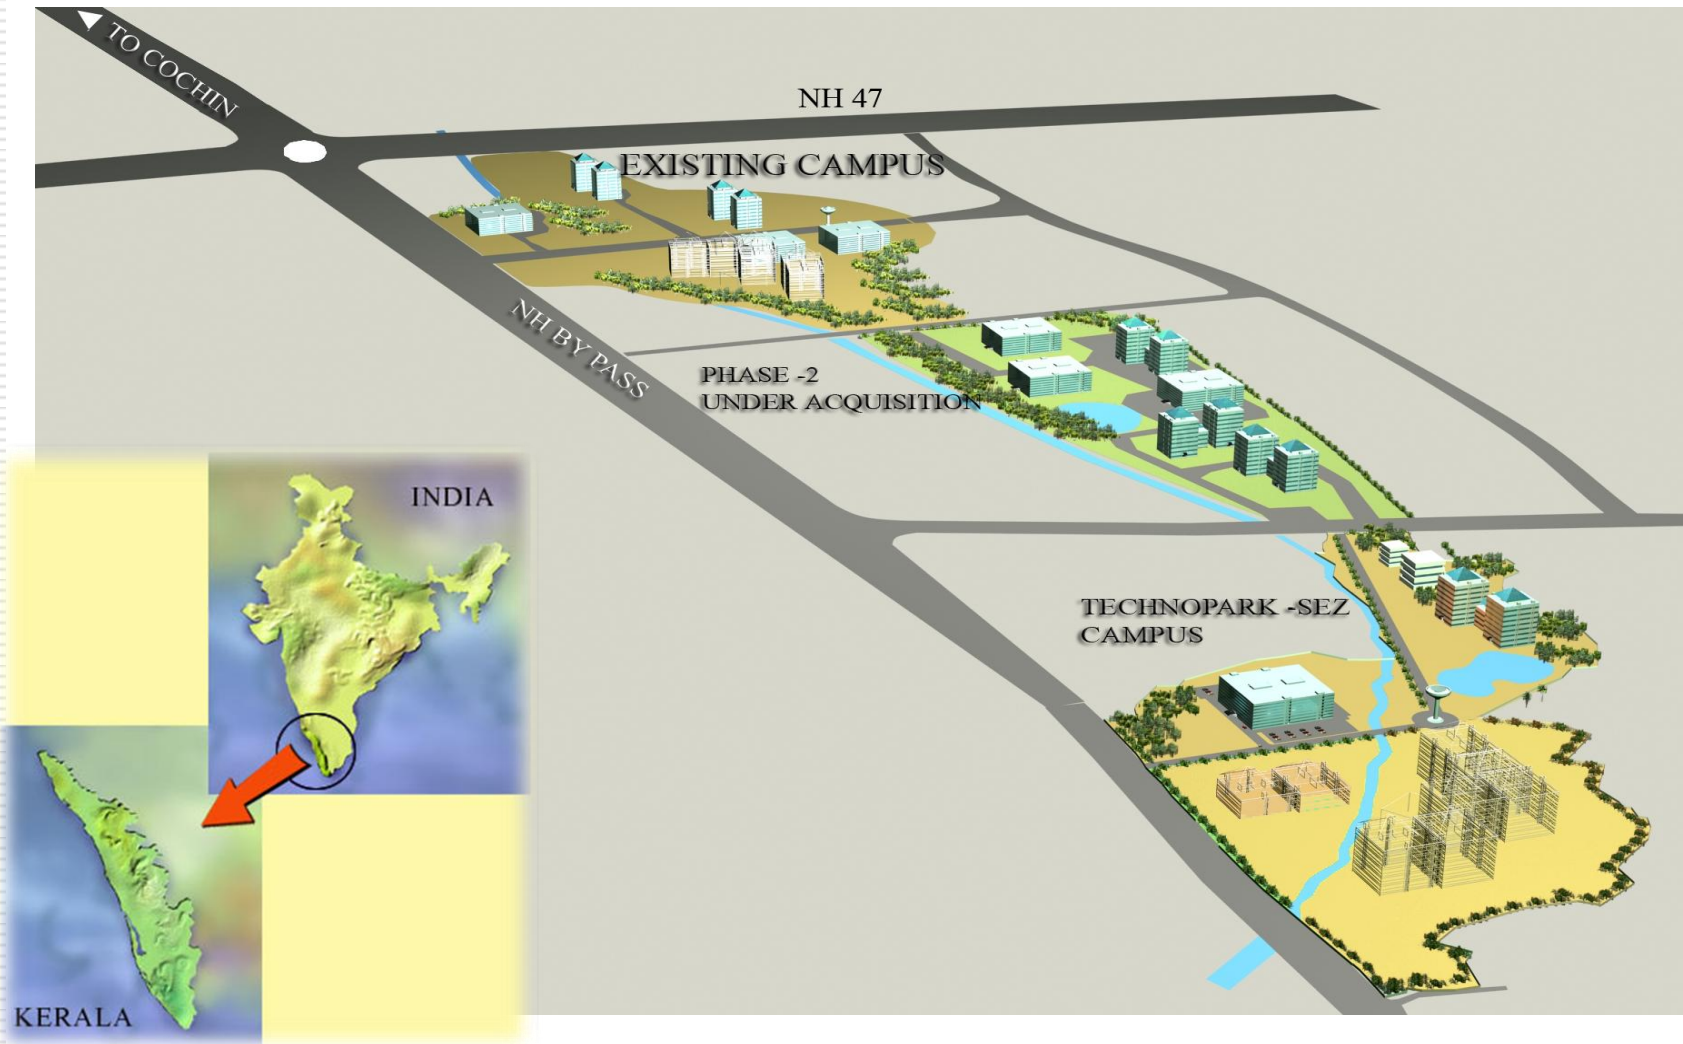 TO COCHIN
NH 47
EXISTING CAMPUS
NH BY PASS
PHASE -2
UNDER ACQUISITION
INDIA
TECHNOPARK -SEZ
CAMPUS
KERALA